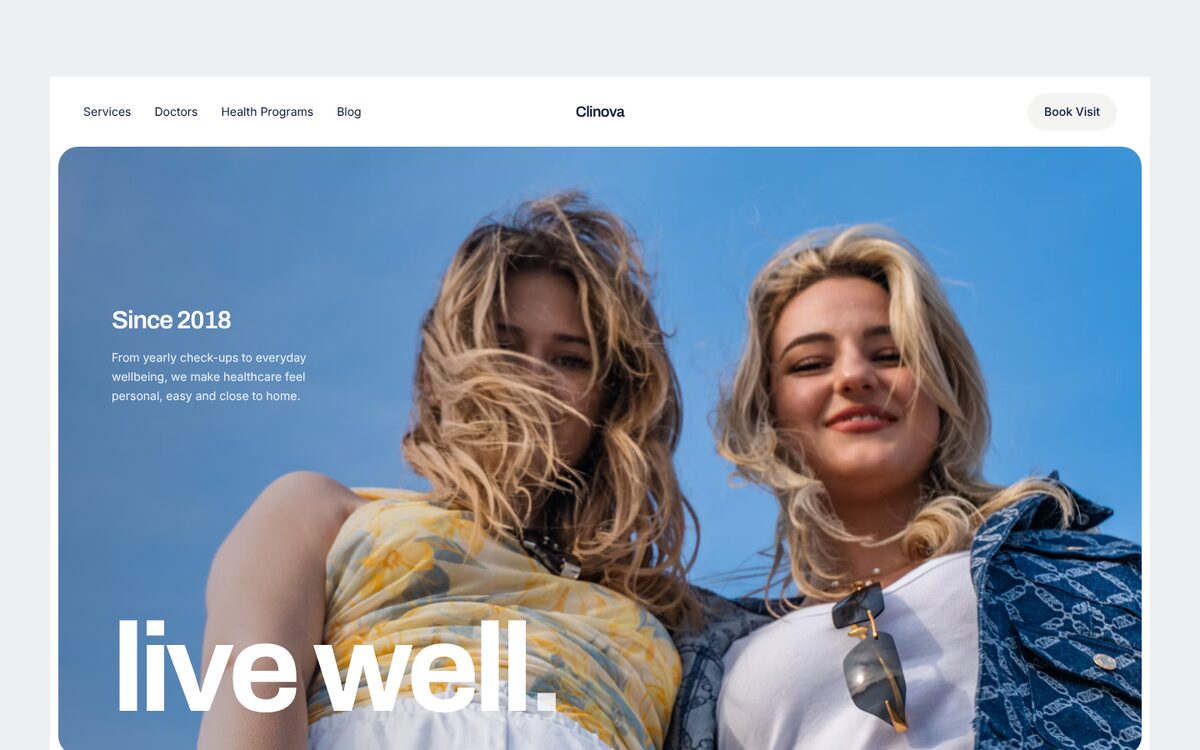 Services Doctors Health Programs Blog Clinova Book Visit
Since 2018
From yearly check-ups to everyday
wellbeing, we make healthcare feel
personal, easy and close to home.
live well.